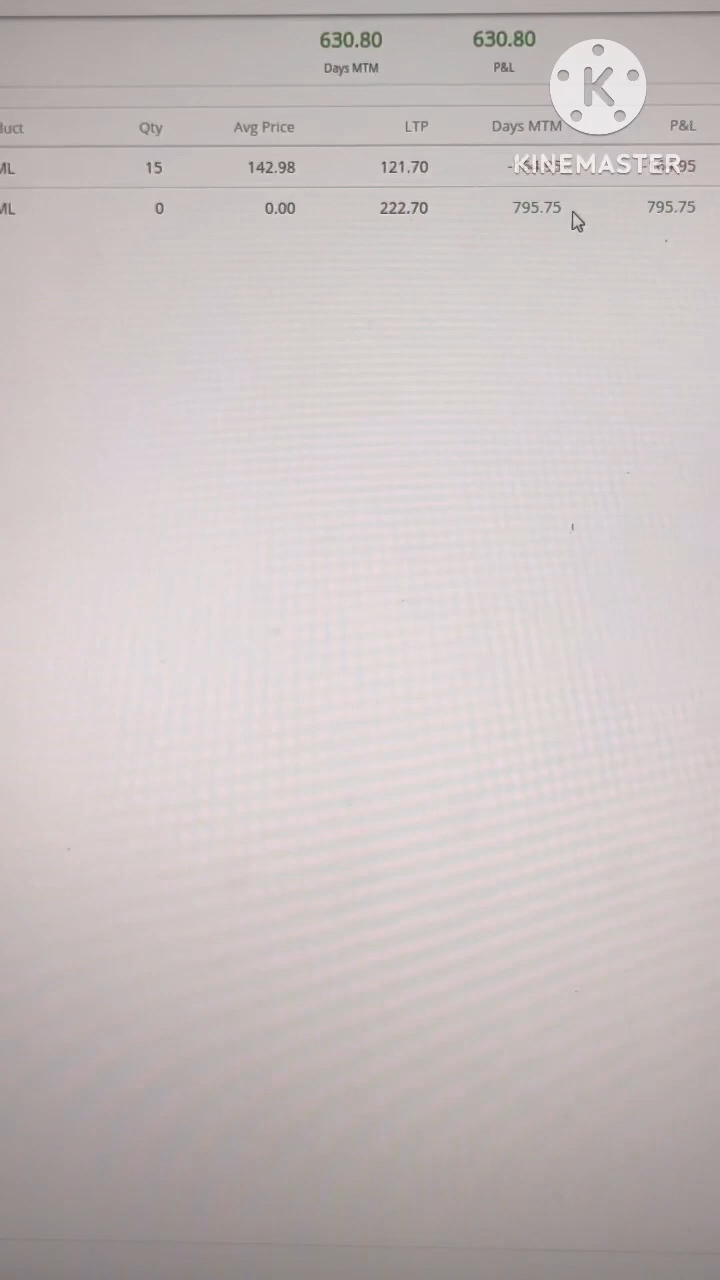 630.80 630.80
Days MTM P&L
duct Qty Avg Price LTP Days MTM P&L
ML 15 142.98 121.70
KINEMASTER
ML 0 0.00 222.70 795.75 795.75